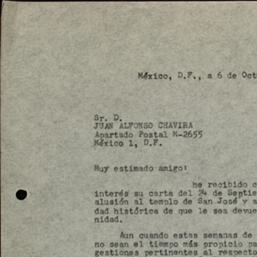 México, D.F., a 6 de Oct
Sr. D.
JUAN ALFONSO CHAVIRA
Apartado Postal M-2655
México 1, D.F.
Muy estimado amigo:
he recibido c
interés su carta del 24 de Septie
alusión al templo de San José y a
dad histórica de que le sea devue
nidad.
Aun cuando estas semanas de
no sean el tiempo más propicio pa
gestiones pertinentes al respecto